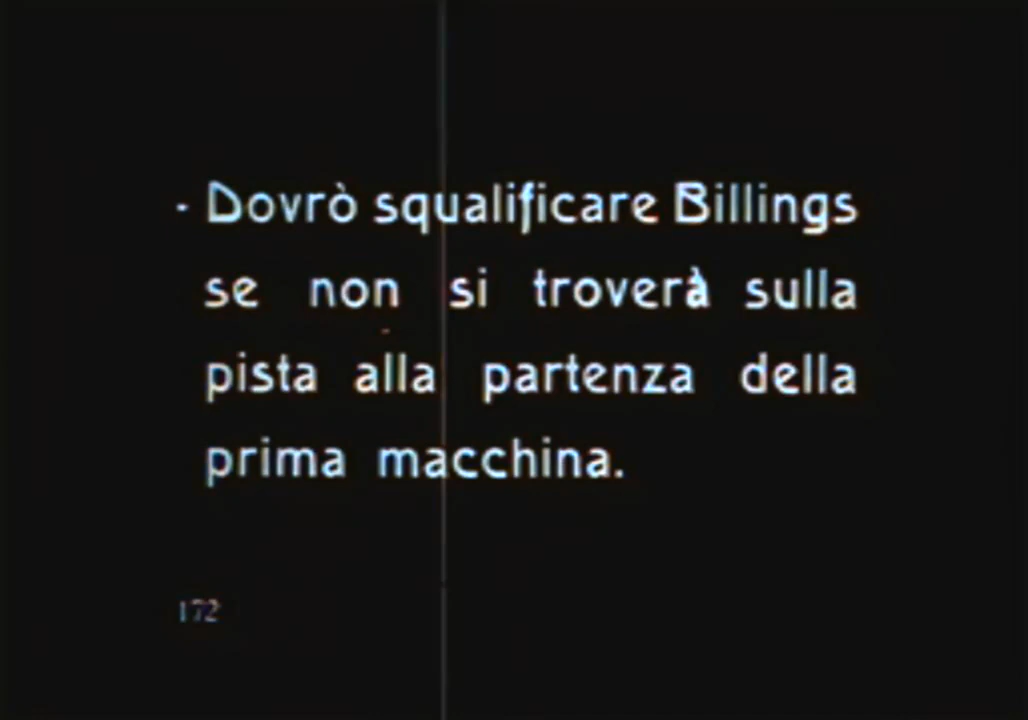 - Dovrò squalificare Billings
se non si troverà sulla
pista alla partenza della
prima macchina.
172